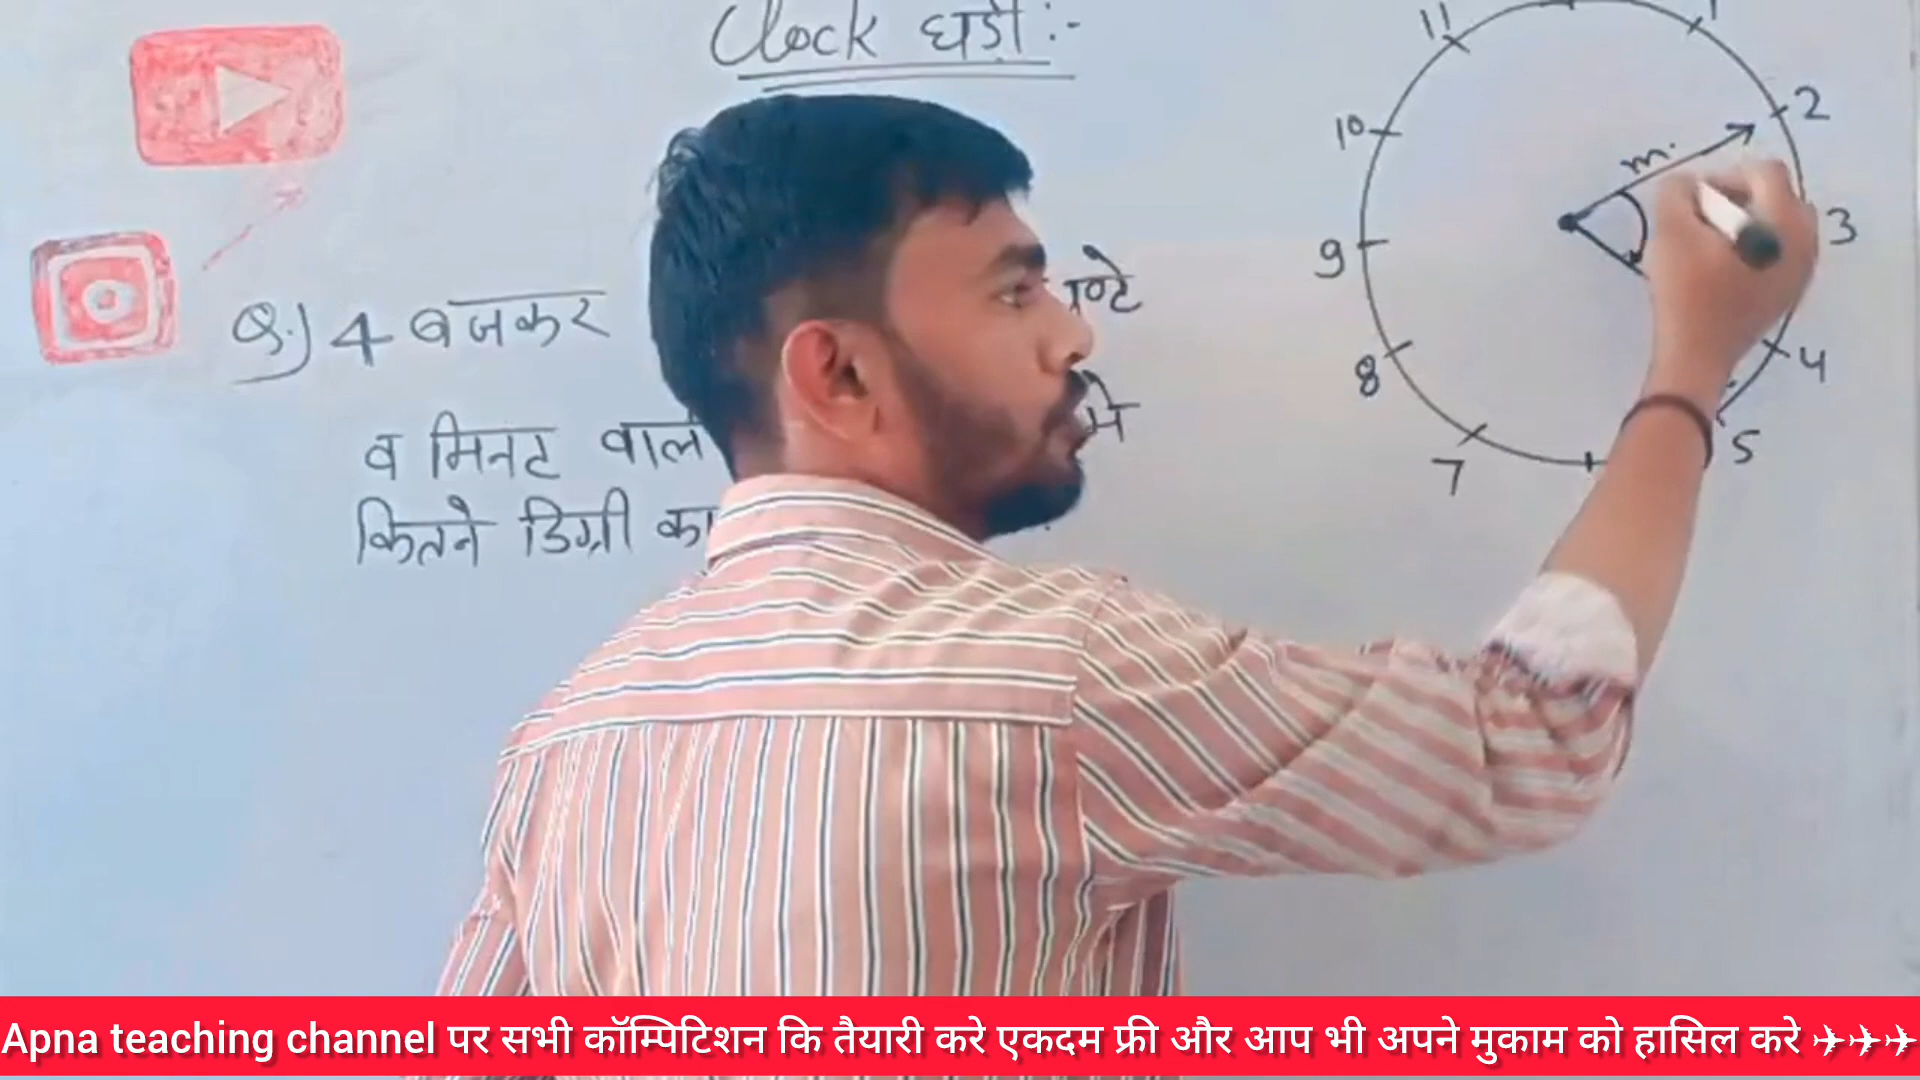 Clock घड़ी :-
11
1
2
10
m.
3
9
Q.) 4 बजकर
ण्टे
4
8
व मिनट वाल
में
5
7
कितने डिग्री का
Apna teaching channel पर सभी कॉम्पिटिशन कि तैयारी करे एकदम फ्री और आप भी अपने मुकाम को हासिल करे ✈✈✈